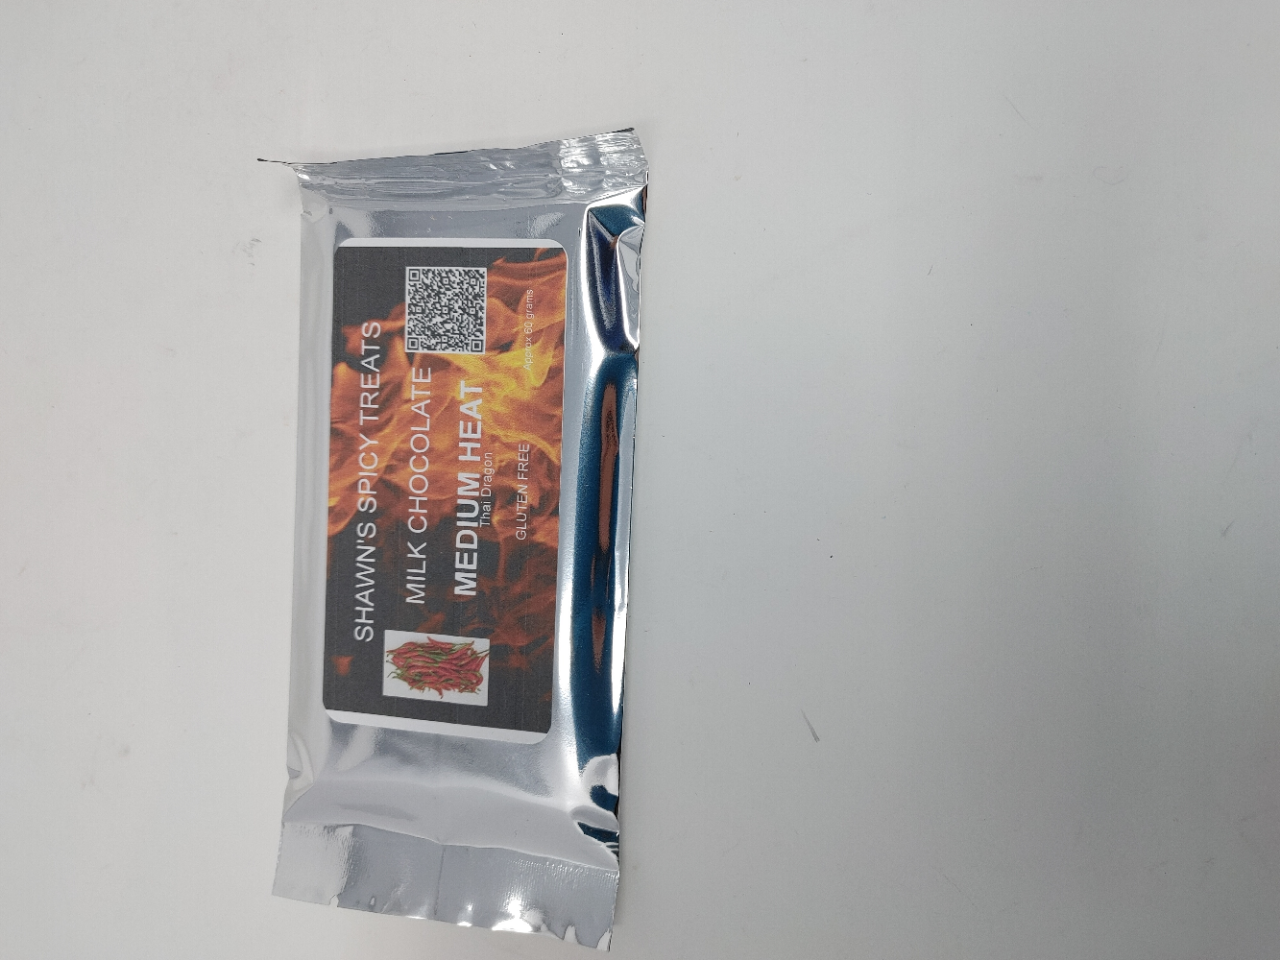 SHAWN'S SPICY TREATS
MILK CHOCOLATE
MEDIUM HEAT
Thai Dragon
GLUTEN FREE
Approx 60 grams